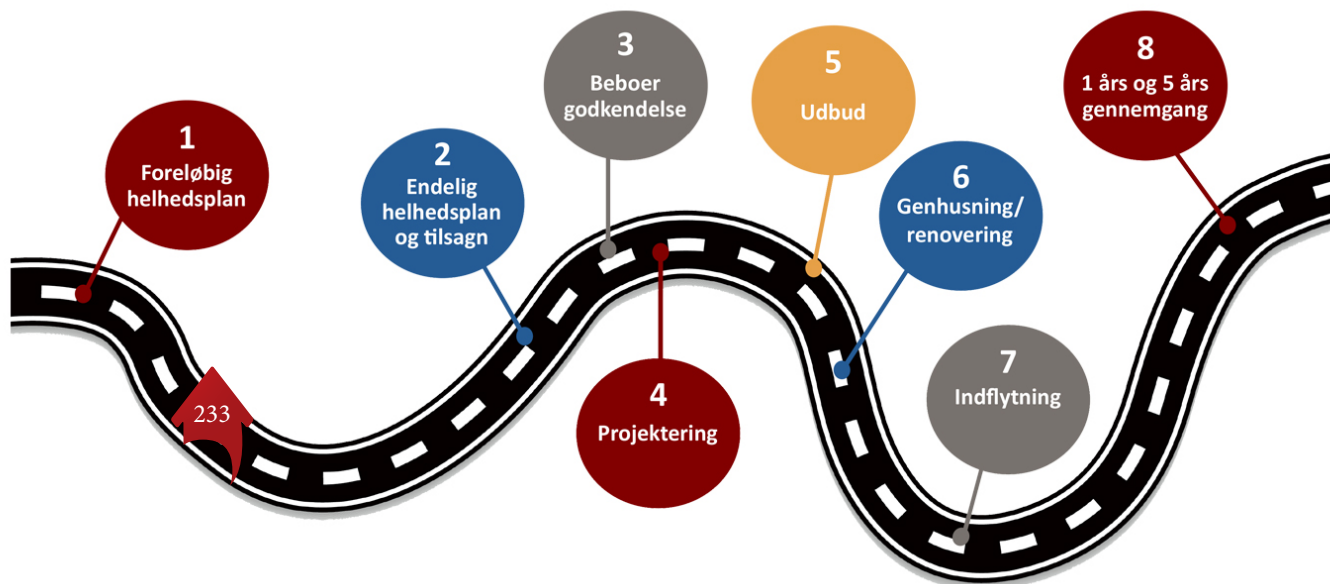 1
Foreløbig
helhedsplan
2
Endelig
helhedsplan
og tilsagn
3
Beboer
godkendelse
4
Projektering
5
Udbud
6
Genhusning/
renovering
7
Indflytning
8
1 års og 5 års
gennemgang
233